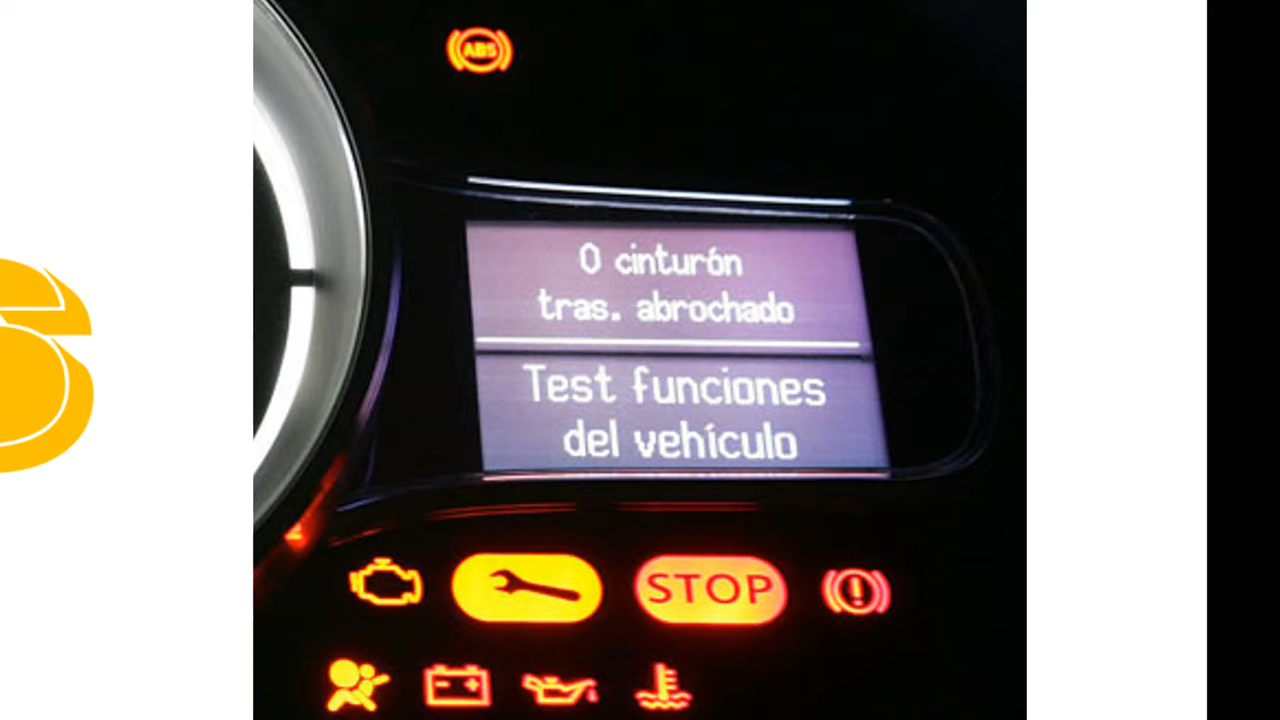 ABS
0 cinturón
tras. abrochado
Test funciones
del vehículo
STOP